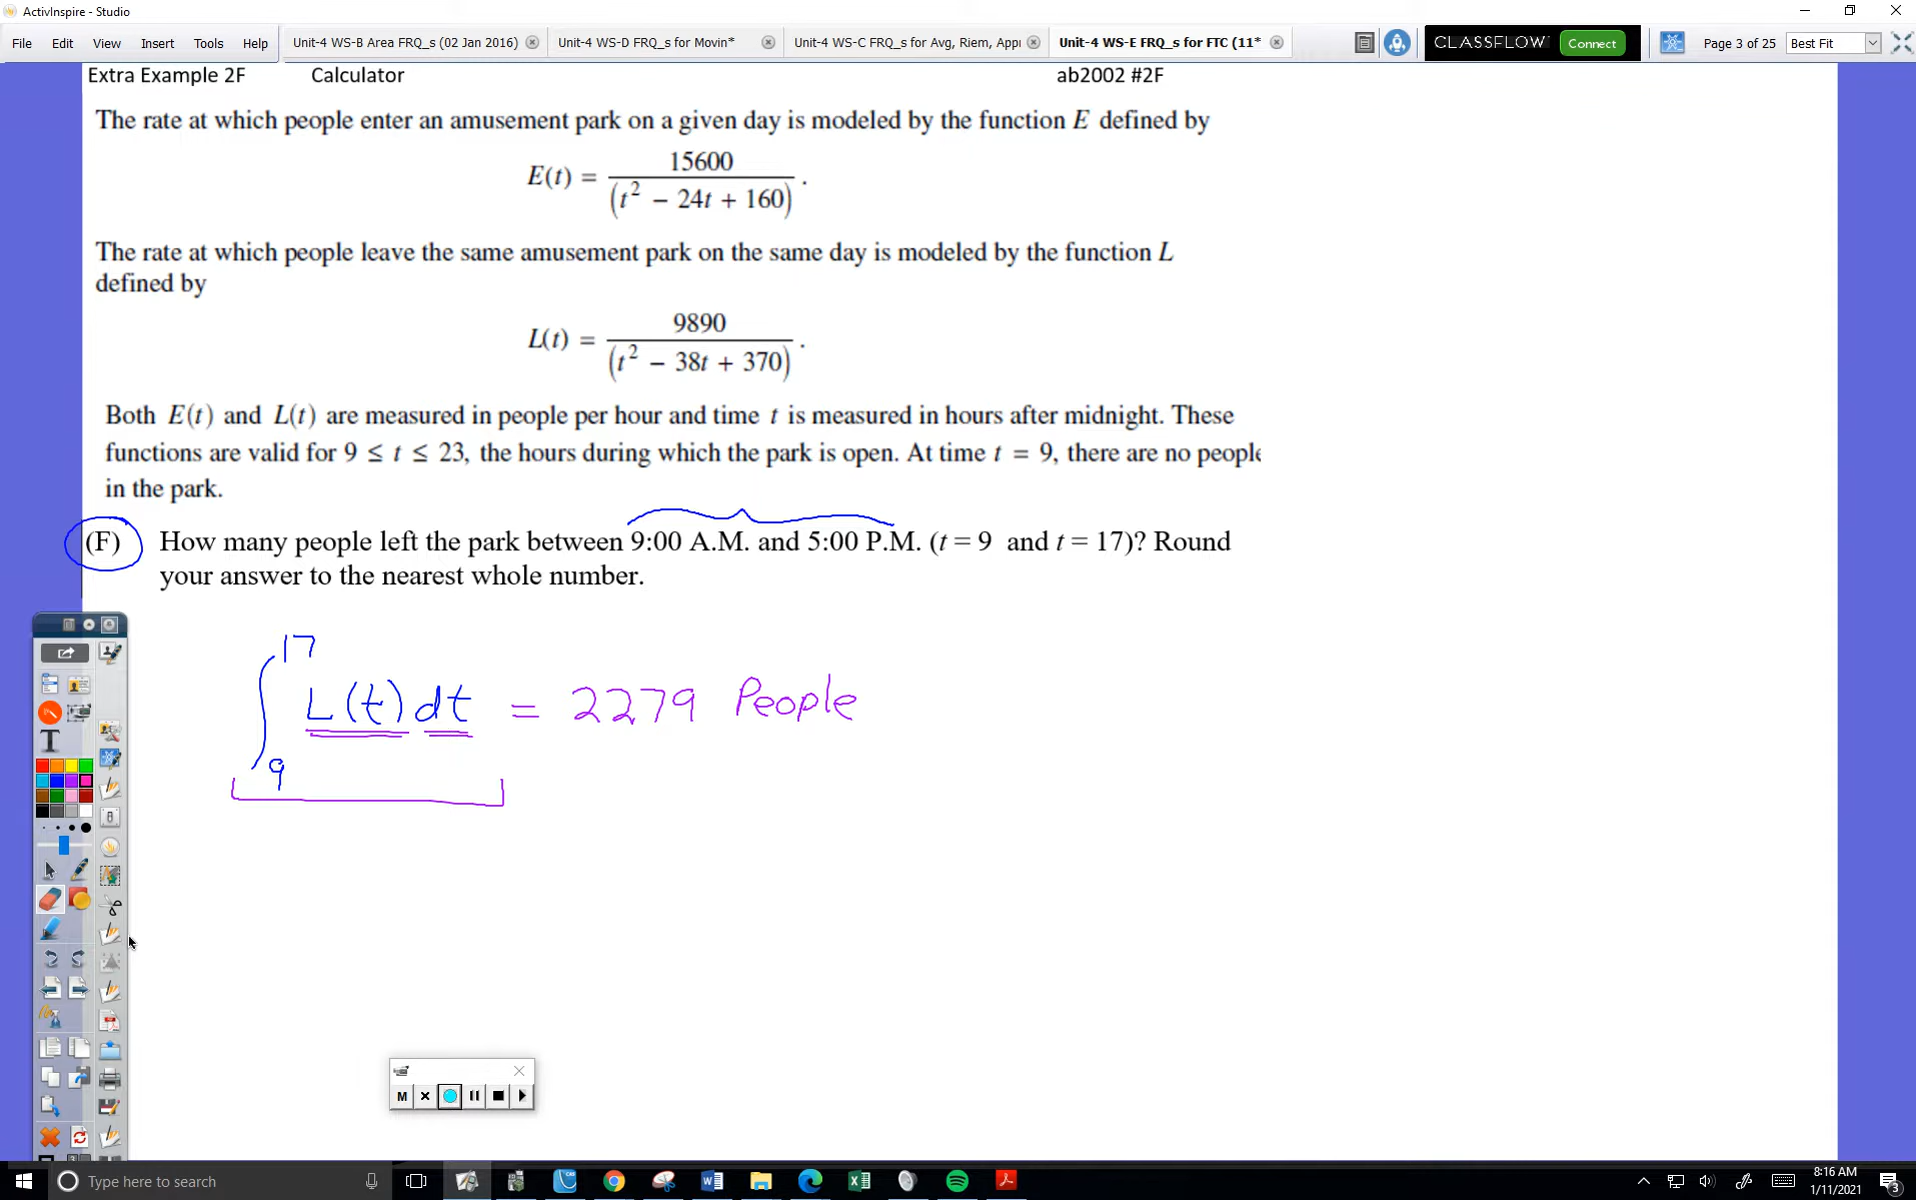 ActivInspire - Studio
File Edit View Insert Tools Help
Unit-4 WS-B Area FRQ_s (02 Jan 2016) Unit-4 WS-D FRQ_s for Movin* Unit-4 WS-C FRQ_s for Avg, Riem, Appr Unit-4 WS-E FRQ_s for FTC (11*
CLASSFLOW Connect Page 3 of 25 Best Fit
Extra Example 2F Calculator ab2002 #2F
The rate at which people enter an amusement park on a given day is modeled by the function E defined by
E(t) = 15600 / (t² − 24t + 160) .
The rate at which people leave the same amusement park on the same day is modeled by the function L
defined by
L(t) = 9890 / (t² − 38t + 370) .
Both E(t) and L(t) are measured in people per hour and time t is measured in hours after midnight. These
functions are valid for 9 ≤ t ≤ 23, the hours during which the park is open. At time t = 9, there are no people
in the park.
(F) How many people left the park between 9:00 A.M. and 5:00 P.M. (t = 9 and t = 17)? Round
your answer to the nearest whole number.
∫₉¹⁷ L(t) dt = 2279 People
T
M
Type here to search
8:16 AM
1/11/2021
3